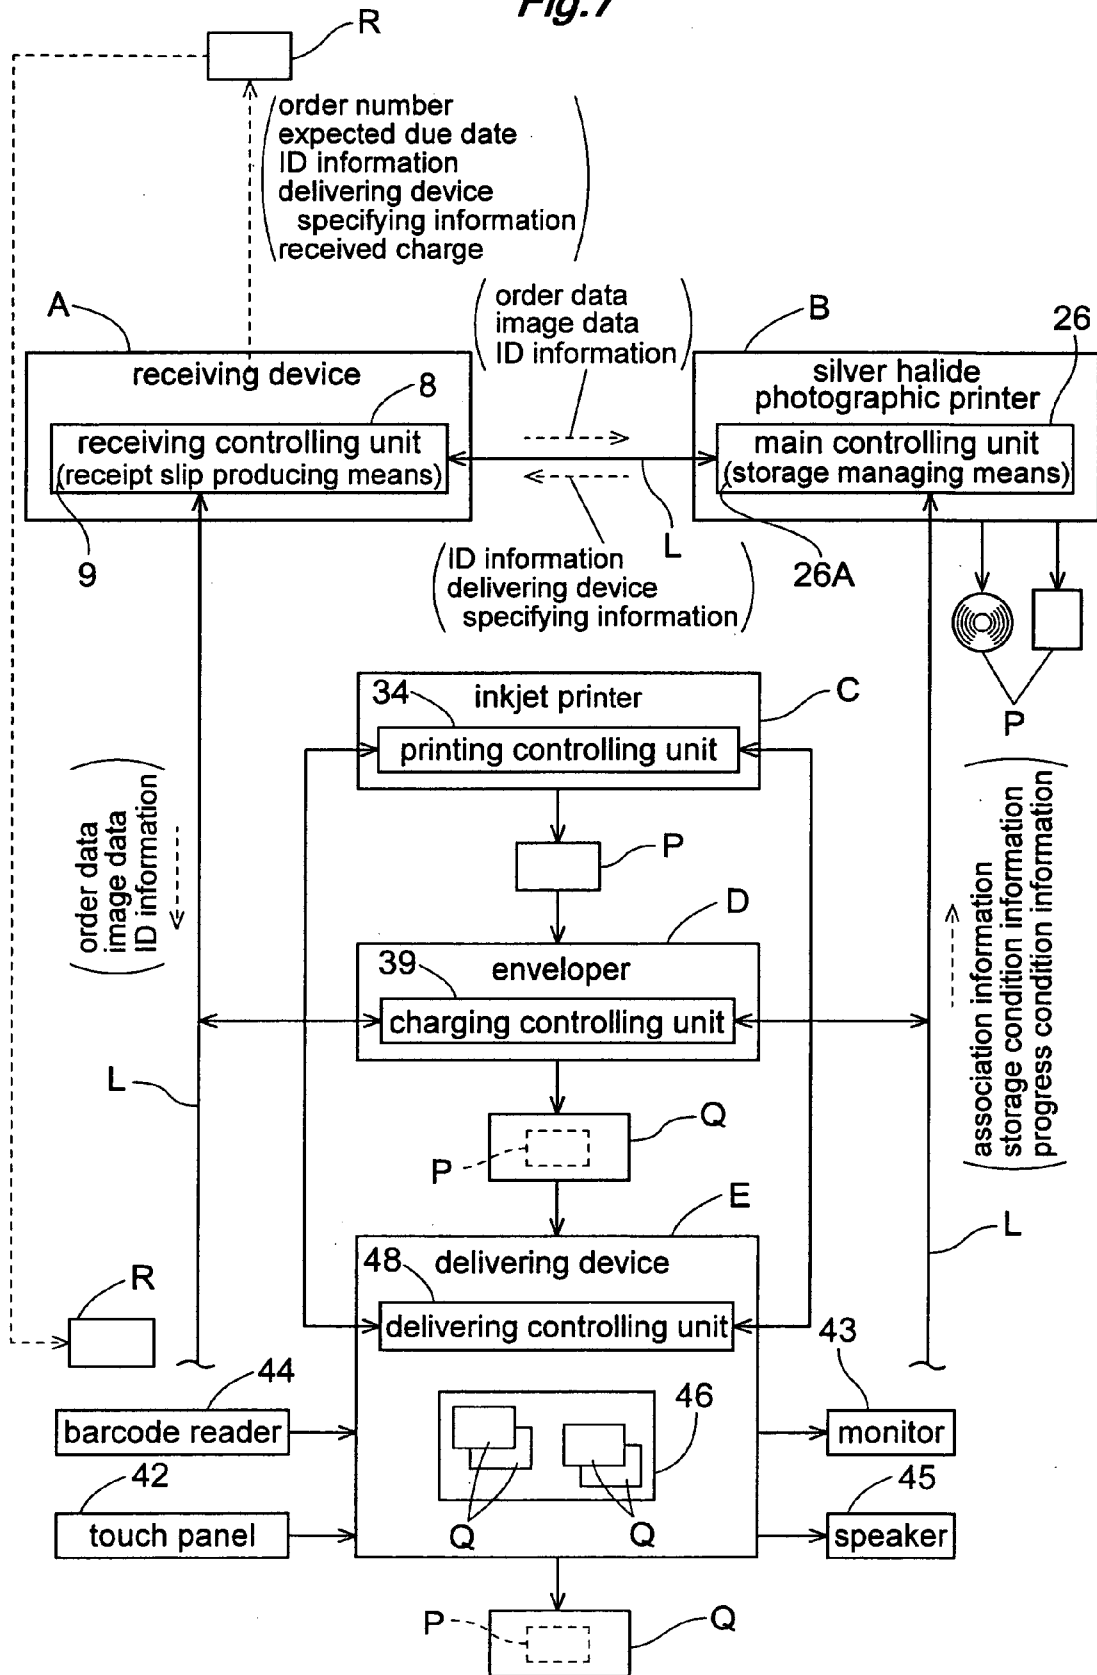 Fig.7
R
order number
expected due date
ID information
delivering device
specifying information
received charge
A
order data
image data
ID information
B
26
receiving device
8
receiving controlling unit
(receipt slip producing means)
silver halide
photographic printer
main controlling unit
(storage managing means)
9
L
26A
ID information
delivering device
specifying information
P
34
inkjet printer
C
printing controlling unit
order data
image data
ID information
P
association information
storage condition information
progress condition information
D
39
enveloper
charging controlling unit
L
Q
P
E
L
48
delivering device
delivering controlling unit
R
44
43
barcode reader
46
monitor
42
45
touch panel
Q
Q
speaker
P
Q